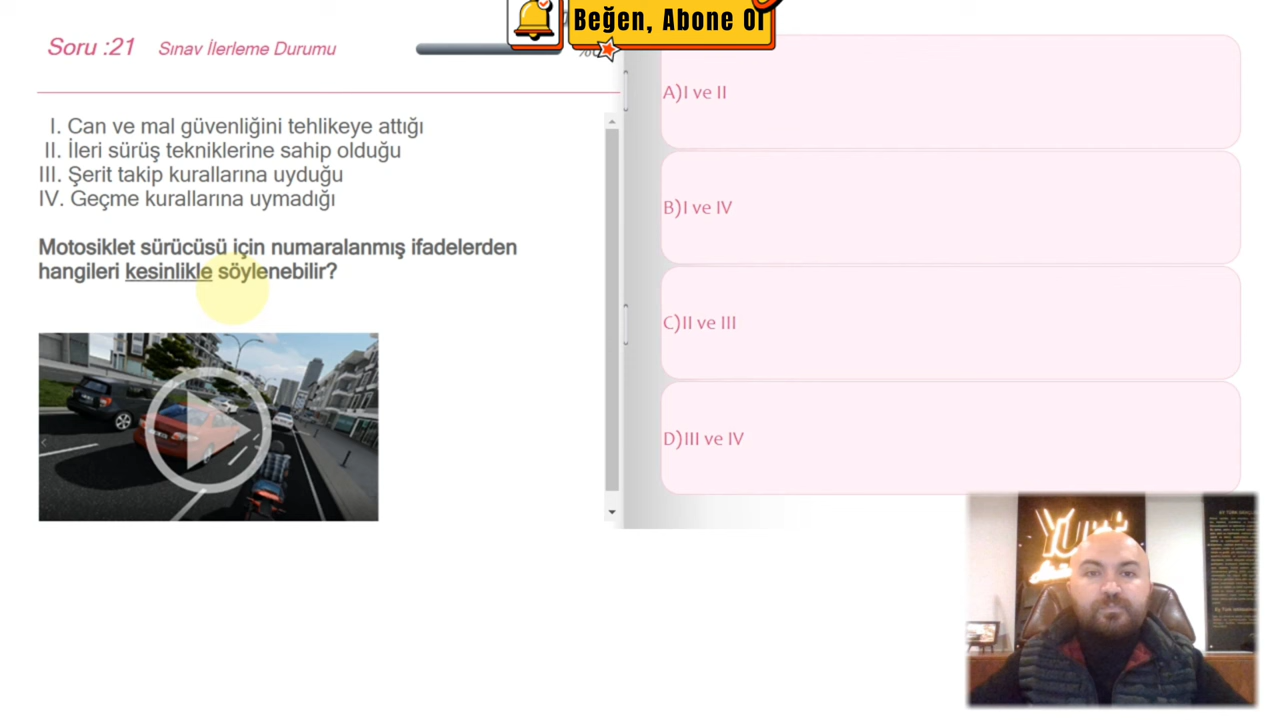 Beğen, Abone Ol
Soru :21 Sınav İlerleme Durumu
I. Can ve mal güvenliğini tehlikeye attığı
II. İleri sürüş tekniklerine sahip olduğu
III. Şerit takip kurallarına uyduğu
IV. Geçme kurallarına uymadığı
Motosiklet sürücüsü için numaralanmış ifadelerden
hangileri kesinlikle söylenebilir?
A)I ve II
B)I ve IV
C)II ve III
D)III ve IV